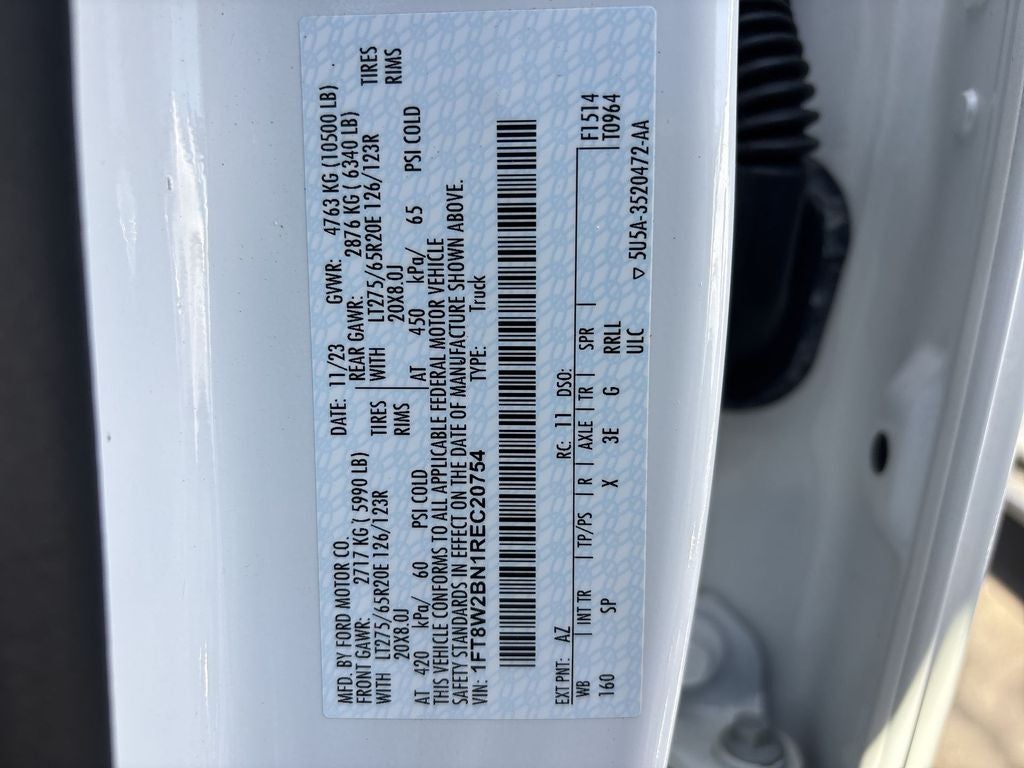 MFD. BY FORD MOTOR CO.
DATE: 11/23 GVWR: 4763 KG (10500 LB)
FRONT GAWR: 2717 KG ( 5990 LB)
REAR GAWR: 2876 KG ( 6340 LB)
WITH LT275/65R20E 126/123R TIRES
WITH LT275/65R20E 126/123R TIRES
20X8.0J RIMS
20X8.0J RIMS
AT 420 kPa/ 60 PSI COLD
AT 450 kPa/ 65 PSI COLD
THIS VEHICLE CONFORMS TO ALL APPLICABLE FEDERAL MOTOR VEHICLE
SAFETY STANDARDS IN EFFECT ON THE DATE OF MANUFACTURE SHOWN ABOVE.
VIN: 1FT8W2BN1REC20754 TYPE: Truck
EXT PNT: AZ RC: 11 DSO:
WB INT TR TP/PS R AXLE TR SPR F1514
160 SP X 3E G RRLL T0964
ULC ▽ 5U5A-3520472-AA